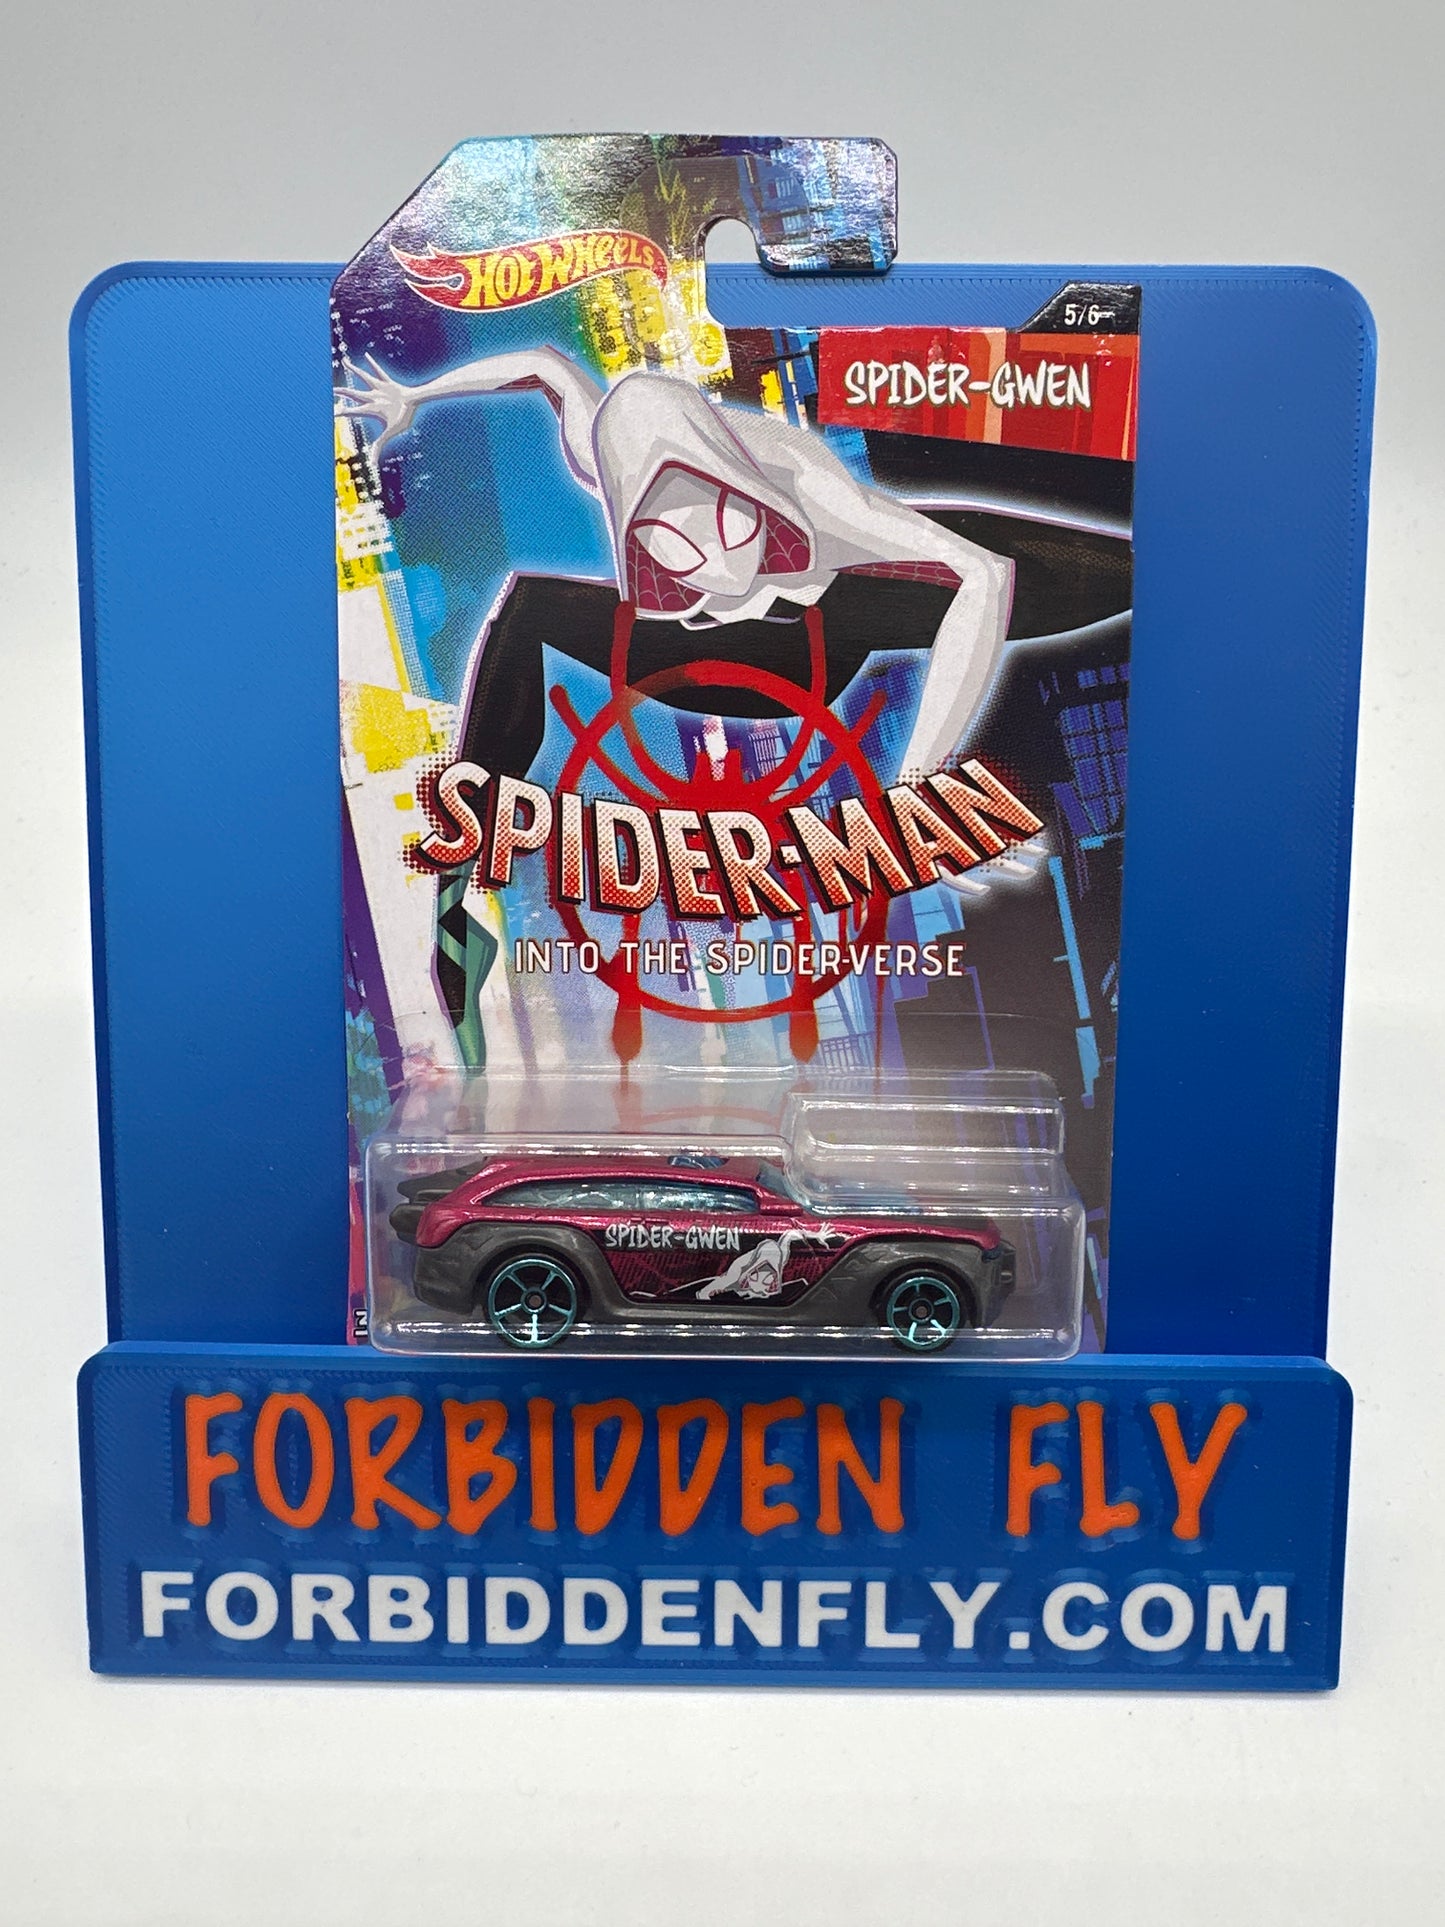 HOT WHEELS
5/6
SPIDER-GWEN
SPIDER-MAN
INTO THE SPIDER-VERSE
SPIDER-GWEN
FORBIDDEN FLY
FORBIDDENFLY.COM